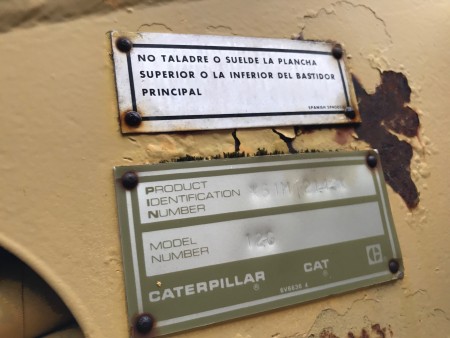 NO TALADRE O SUELDE LA PLANCHA
SUPERIOR O LA INFERIOR DEL BASTIDOR
PRINCIPAL
PRODUCT
IDENTIFICATION
NUMBER
MODEL
NUMBER
CATERPILLAR
CAT